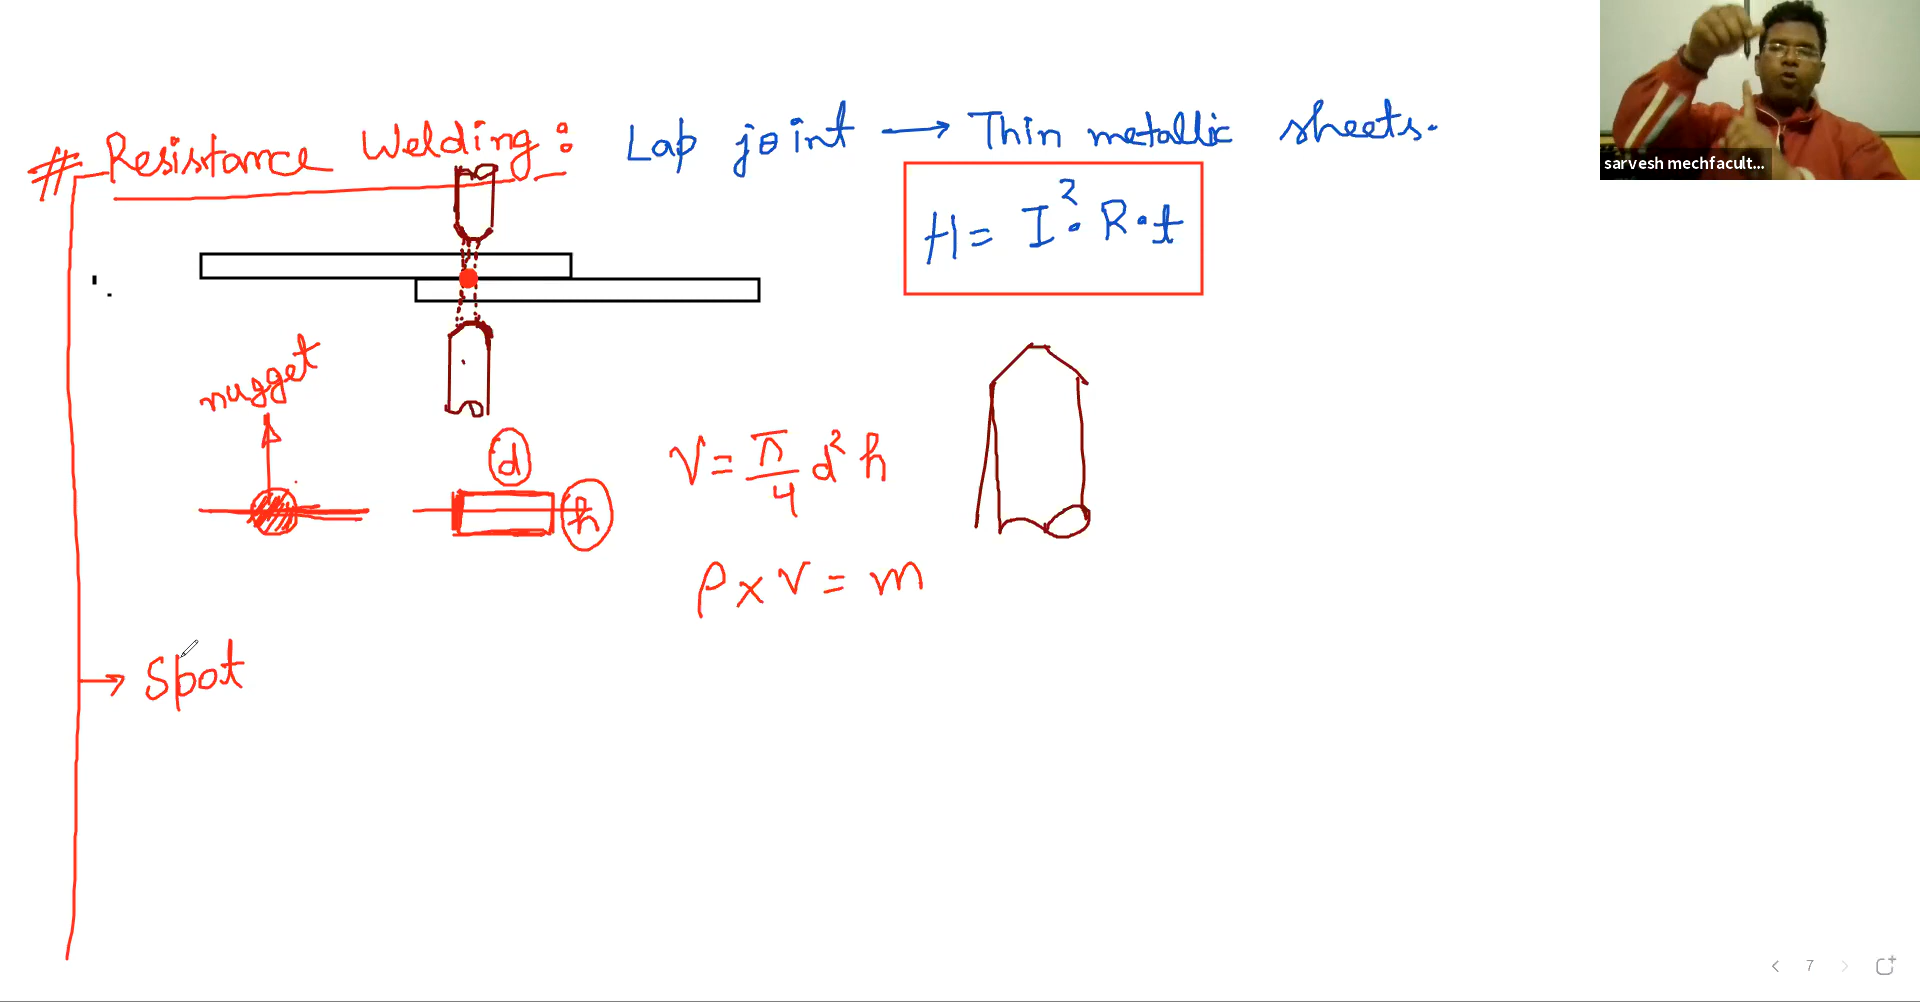 # Resistance Welding : Lap joint → Thin metallic sheets.
H = I².R.t
nugget
d
h
V = π/4 d² h
ρ x V = m
→ Spot
sarvesh mechfacult...
7